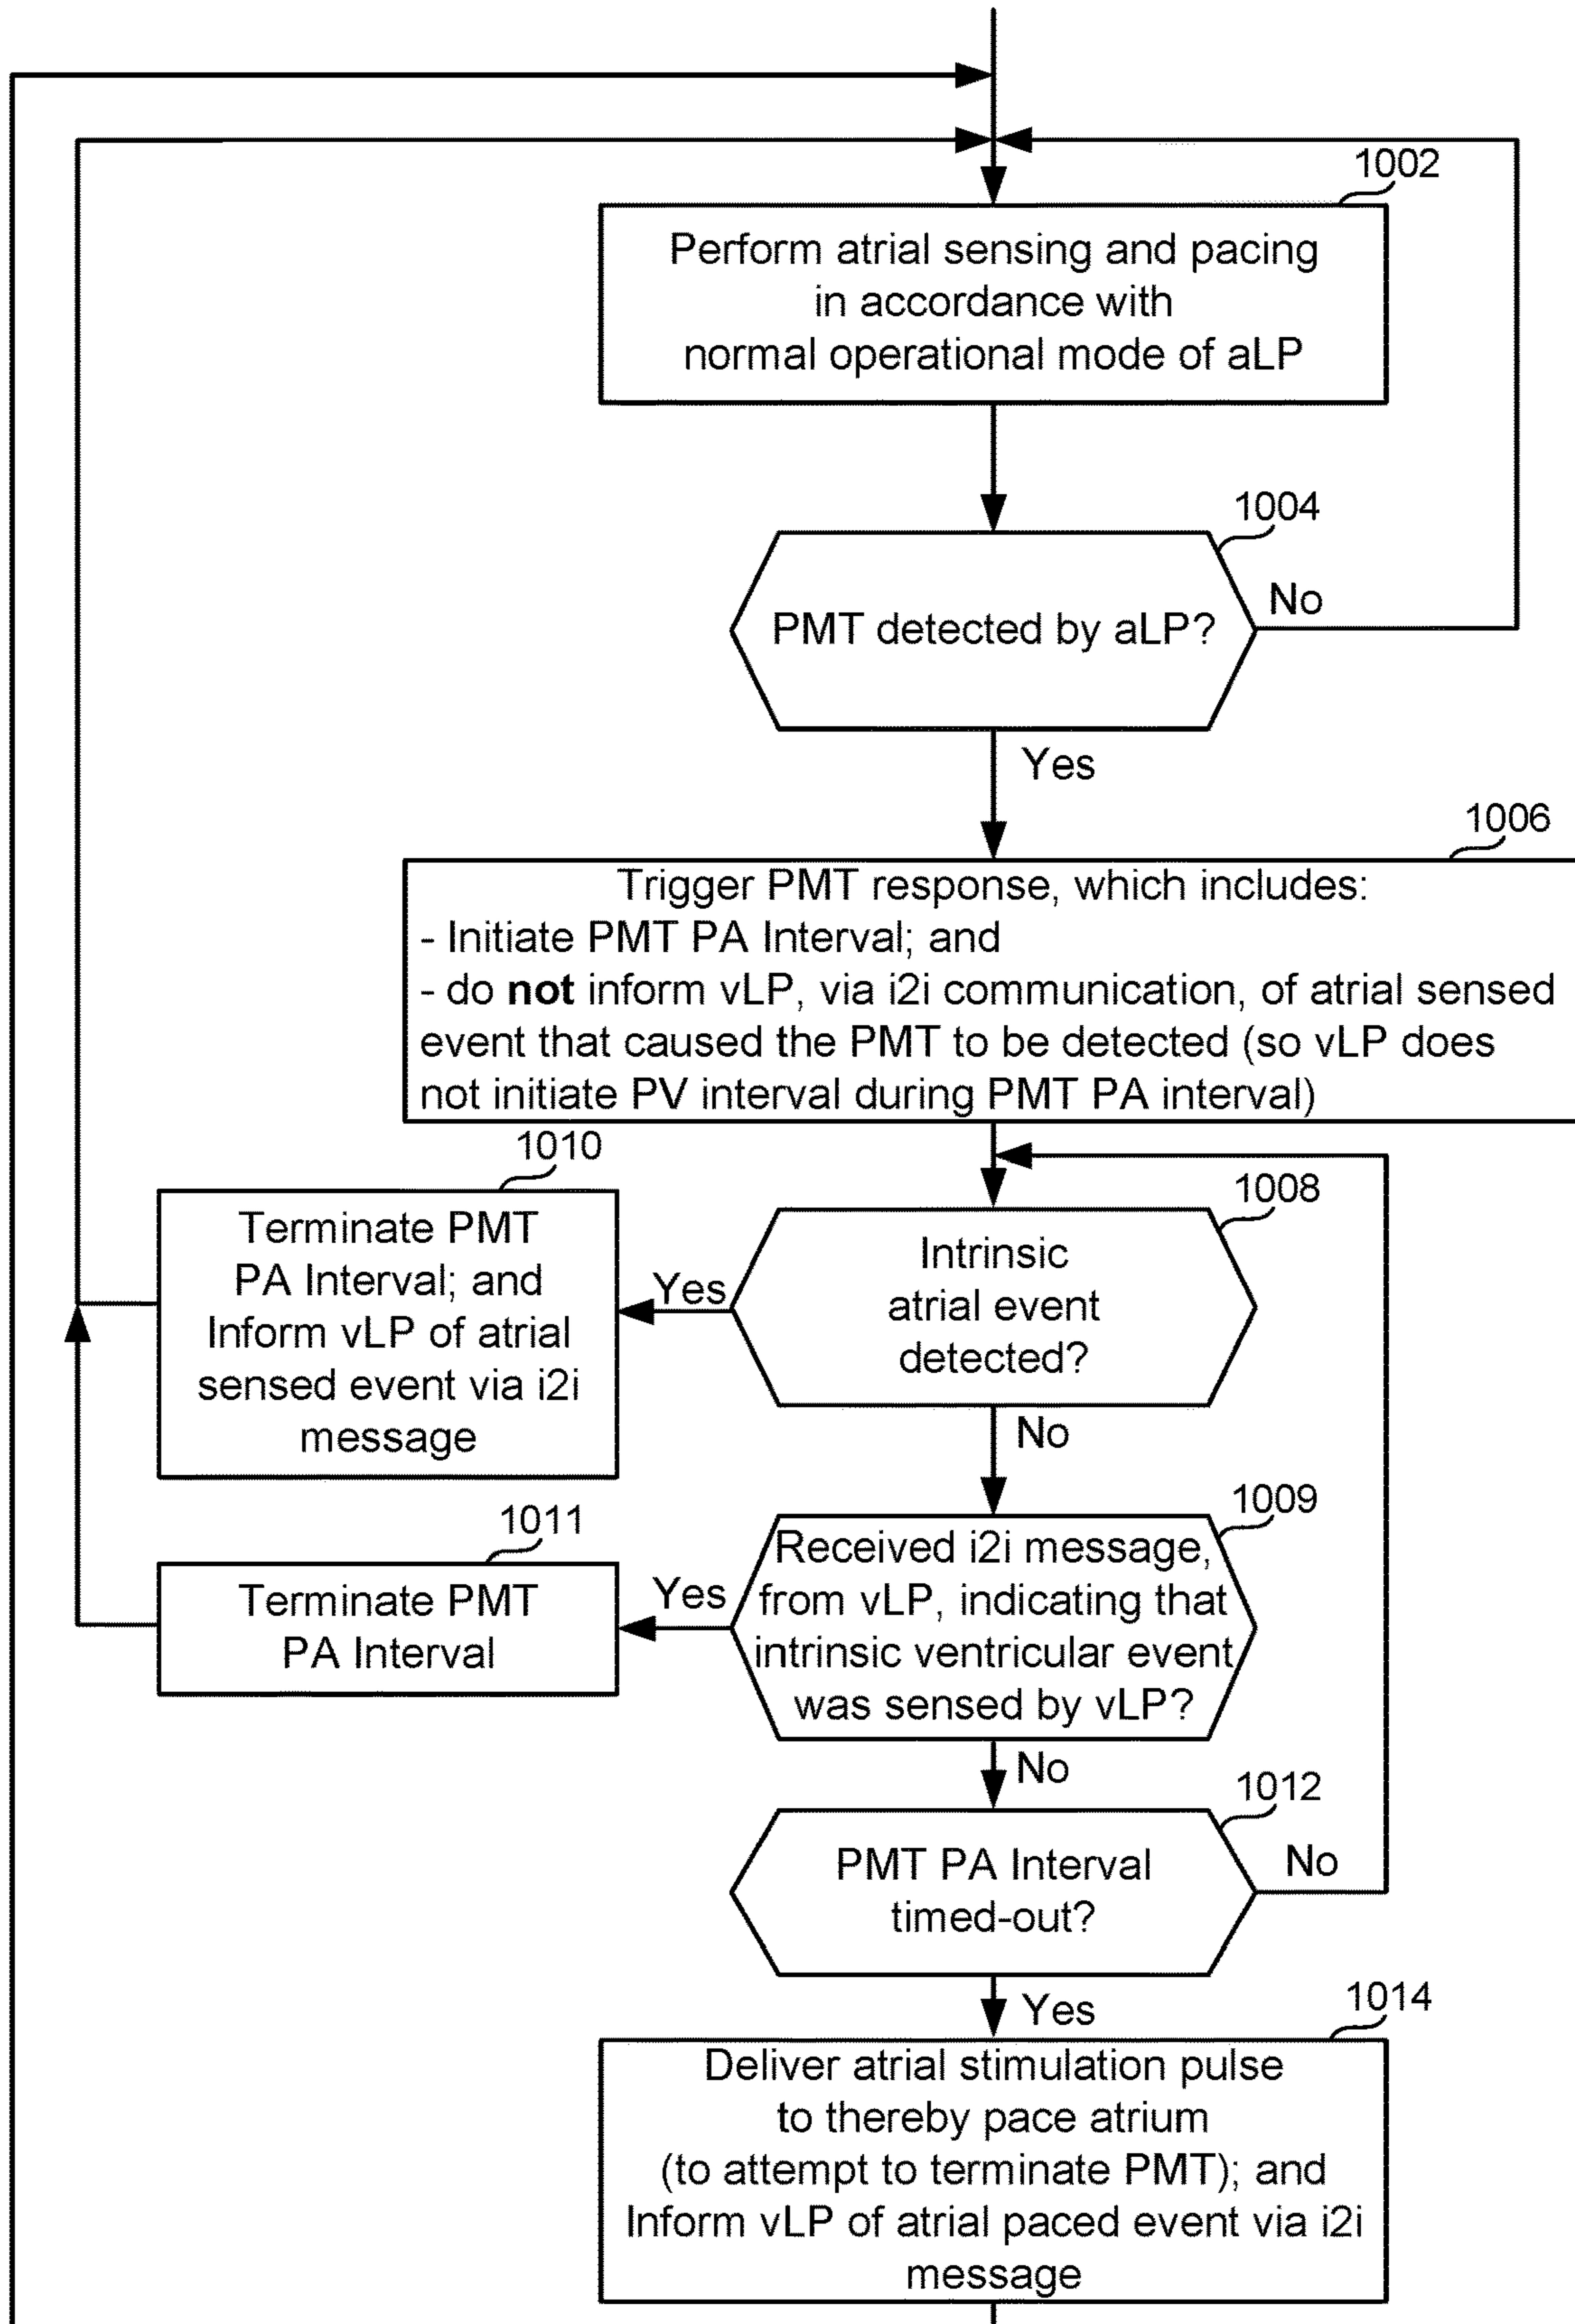 1002
Perform atrial sensing and pacing
in accordance with
normal operational mode of aLP
1004
PMT detected by aLP?
No
Yes
1006
Trigger PMT response, which includes:
- Initiate PMT PA Interval; and
- do not inform vLP, via i2i communication, of atrial sensed
event that caused the PMT to be detected (so vLP does
not initiate PV interval during PMT PA interval)
1010
Terminate PMT
PA Interval; and
Inform vLP of atrial
sensed event via i2i
message
1008
Intrinsic
atrial event
detected?
Yes
No
1009
Received i2i message,
from vLP, indicating that
intrinsic ventricular event
was sensed by vLP?
Yes
1011
Terminate PMT
PA Interval
No
1012
PMT PA Interval
timed-out?
No
Yes
1014
Deliver atrial stimulation pulse
to thereby pace atrium
(to attempt to terminate PMT); and
Inform vLP of atrial paced event via i2i
message